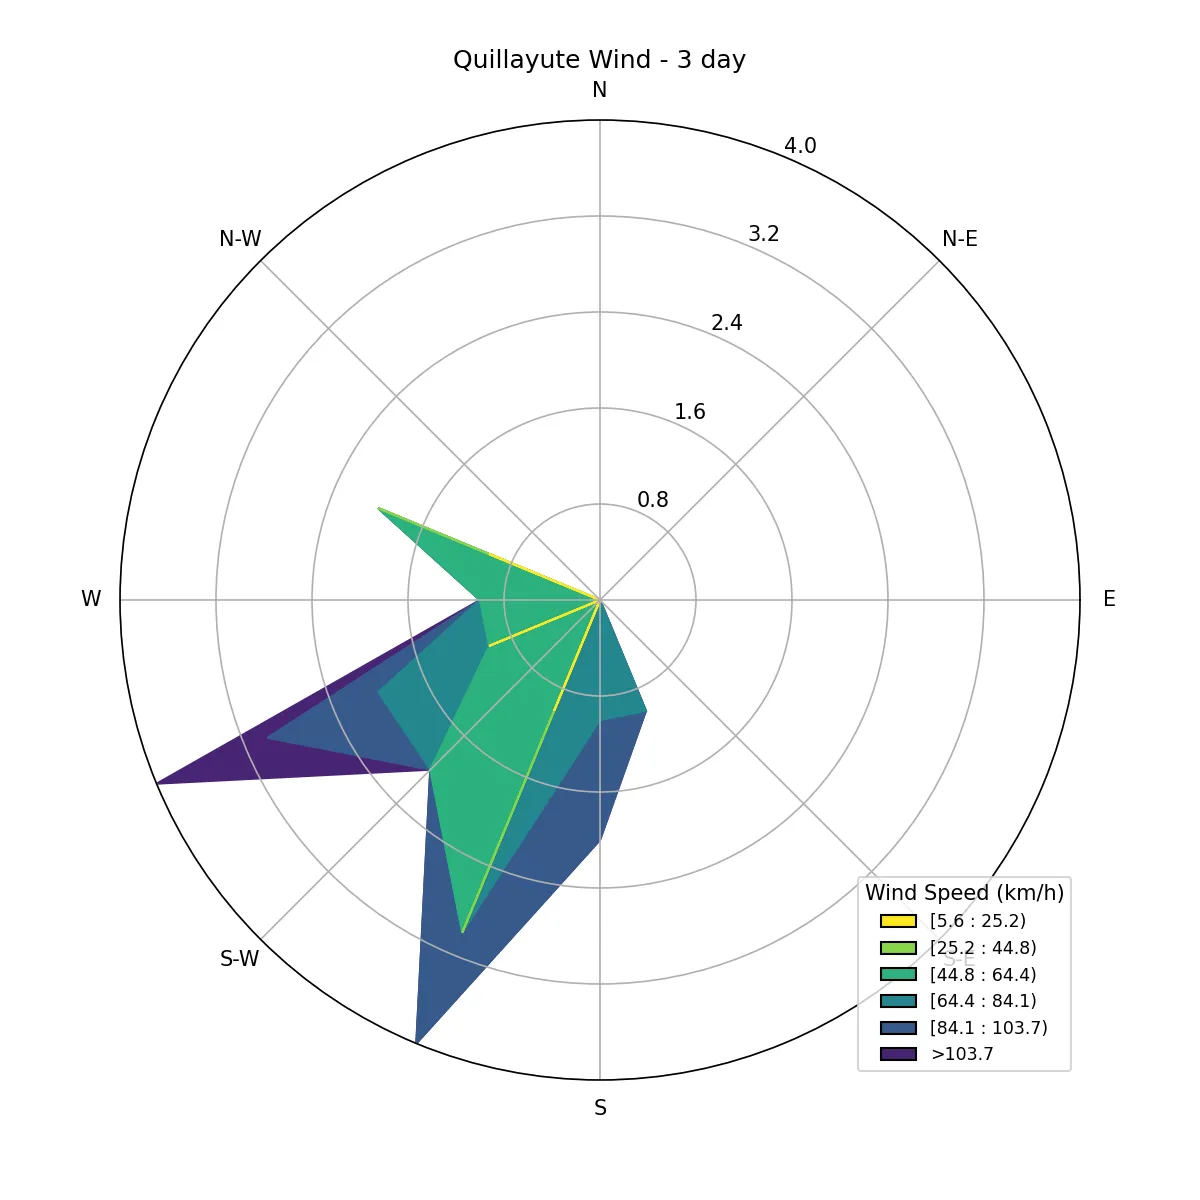 Quillayute Wind - 3 day
N
4.0
N-W
3.2
N-E
2.4
1.6
0.8
W
E
S-W
S-E
S
Wind Speed (km/h)
[5.6 : 25.2)
[25.2 : 44.8)
[44.8 : 64.4)
[64.4 : 84.1)
[84.1 : 103.7)
>103.7